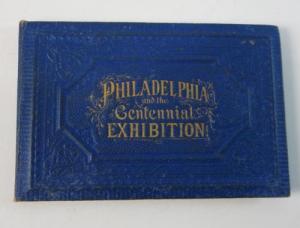 PHILADELPHIA
and the
Centennial
EXHIBITION